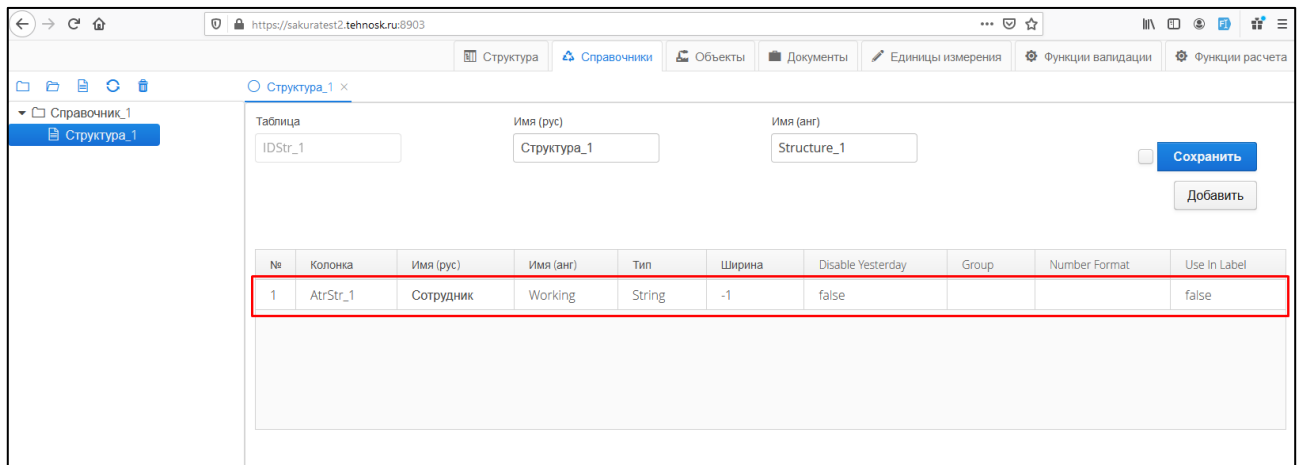 https://sakuratest2.tehnosk.ru:8903
Структура Справочники Объекты Документы Единицы измерения Функции валидации Функции расчета
Структура_1
Справочник_1
Структура_1
Таблица Имя (рус) Имя (анг)
IDStr_1 Структура_1 Structure_1
Сохранить
Добавить
№ Колонка Имя (рус) Имя (анг) Тип Ширина Disable Yesterday Group Number Format Use In Label
1 AtrStr_1 Сотрудник Working String -1 false false